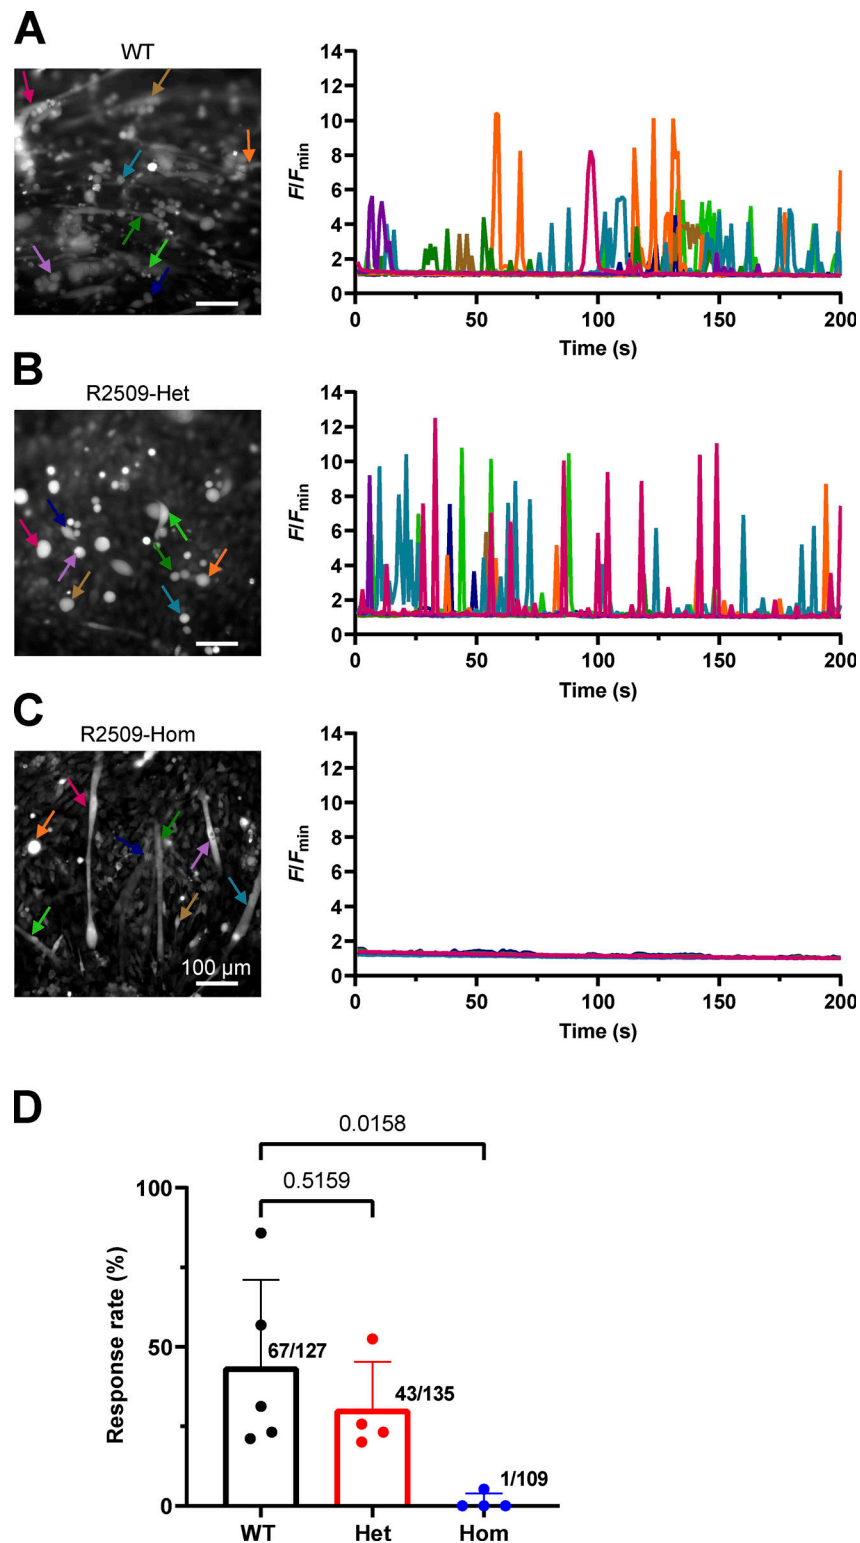 A
WT
F/Fmin
14
12
10
8
6
4
2
0
0 50 100 150 200
Time (s)
B
R2509-Het
F/Fmin
14
12
10
8
6
4
2
0
0 50 100 150 200
Time (s)
C
R2509-Hom
100 µm
F/Fmin
14
12
10
8
6
4
2
0
0 50 100 150 200
Time (s)
D
0.0158
0.5159
Response rate (%)
100
50
0
67/127
43/135
1/109
WT Het Hom